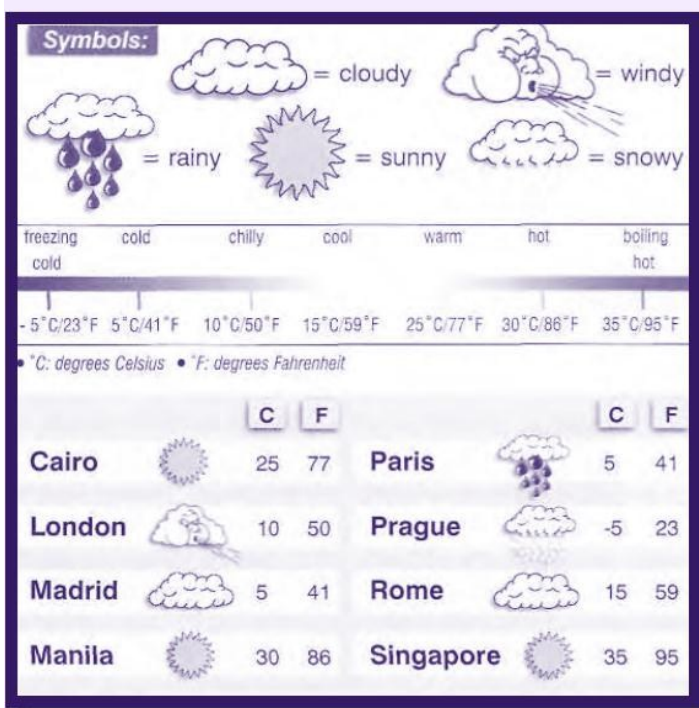 Symbols:
= cloudy
= windy
= rainy
= sunny
= snowy
freezing cold chilly cool warm hot boiling
cold hot
- 5°C/23°F 5°C/41°F 10°C/50°F 15°C/59°F 25°C/77°F 30°C/86°F 35°C/95°F
• °C: degrees Celsius • °F: degrees Fahrenheit
C F C F
Cairo 25 77 Paris 5 41
London 10 50 Prague -5 23
Madrid 5 41 Rome 15 59
Manila 30 86 Singapore 35 95